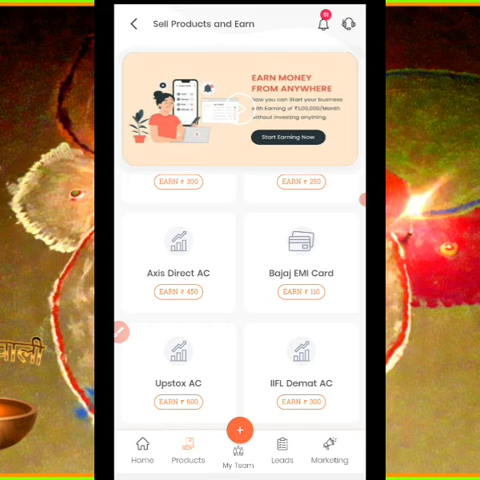 Sell Products and Earn
51
EARN MONEY
FROM ANYWHERE
Now you can Start your Business
with Earning of ₹1,00,000/Month
without investing anything.
Start Earning Now
EARN ₹ 300
EARN ₹ 250
Axis Direct AC
Bajaj EMI Card
EARN ₹ 450
EARN ₹ 110
Upstox AC
IIFL Demat AC
EARN ₹ 600
EARN ₹ 300
Home
Products
My Team
Leads
Marketing